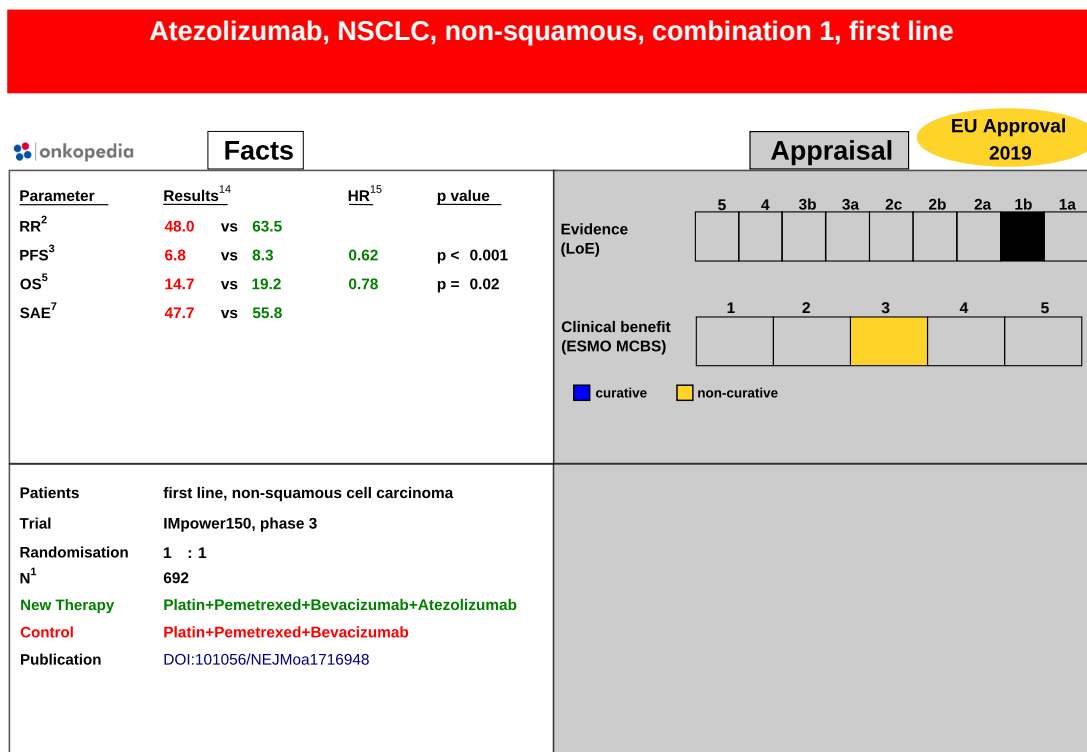 Atezolizumab, NSCLC, non-squamous, combination 1, first line
onkopedia
Facts
Appraisal
EU Approval
2019
Parameter Results14 HR15 p value
RR2 48.0 vs 63.5
PFS3 6.8 vs 8.3 0.62 p < 0.001
OS5 14.7 vs 19.2 0.78 p = 0.02
SAE7 47.7 vs 55.8
5 4 3b 3a 2c 2b 2a 1b 1a
Evidence
(LoE)
1 2 3 4 5
Clinical benefit
(ESMO MCBS)
curative non-curative
Patients first line, non-squamous cell carcinoma
Trial IMpower150, phase 3
Randomisation 1 : 1
N1 692
New Therapy Platin+Pemetrexed+Bevacizumab+Atezolizumab
Control Platin+Pemetrexed+Bevacizumab
Publication DOI:101056/NEJMoa1716948